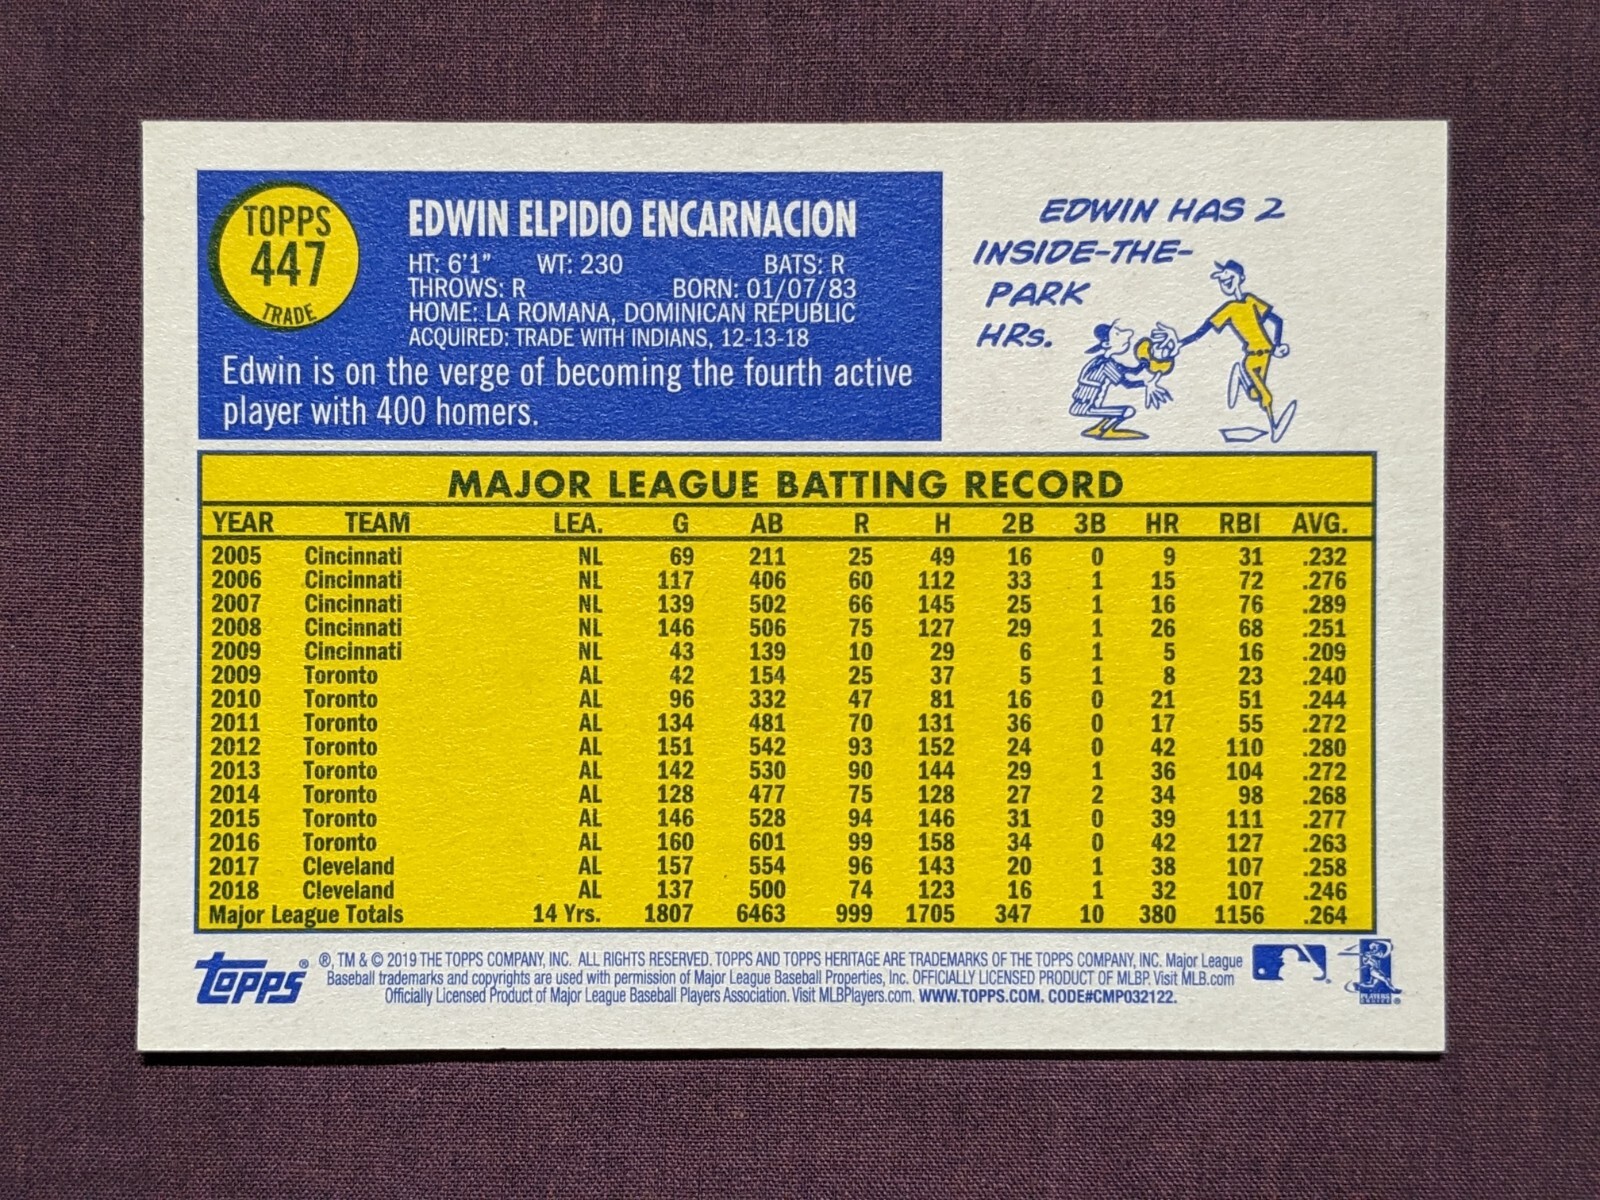 TOPPS
447
TRADE
EDWIN ELPIDIO ENCARNACION
HT: 6'1" WT: 230 BATS: R
THROWS: R BORN: 01/07/83
HOME: LA ROMANA, DOMINICAN REPUBLIC
ACQUIRED: TRADE WITH INDIANS, 12-13-18
Edwin is on the verge of becoming the fourth active
player with 400 homers.
EDWIN HAS 2
INSIDE-THE-
PARK
HRs.
MAJOR LEAGUE BATTING RECORD
YEAR TEAM LEA. G AB R H 2B 3B HR RBI AVG.
2005 Cincinnati NL 69 211 25 49 16 0 9 31 .232
2006 Cincinnati NL 117 406 60 112 33 1 15 72 .276
2007 Cincinnati NL 139 502 66 145 25 1 16 76 .289
2008 Cincinnati NL 146 506 75 127 29 1 26 68 .251
2009 Cincinnati NL 43 139 10 29 6 1 5 16 .209
2009 Toronto AL 42 154 25 37 5 1 8 23 .240
2010 Toronto AL 96 332 47 81 16 0 21 51 .244
2011 Toronto AL 134 481 70 131 36 0 17 55 .272
2012 Toronto AL 151 542 93 152 24 0 42 110 .280
2013 Toronto AL 142 530 90 144 29 1 36 104 .272
2014 Toronto AL 128 477 75 128 27 2 34 98 .268
2015 Toronto AL 146 528 94 146 31 0 39 111 .277
2016 Toronto AL 160 601 99 158 34 0 42 127 .263
2017 Cleveland AL 157 554 96 143 20 1 38 107 .258
2018 Cleveland AL 137 500 74 123 16 1 32 107 .246
Major League Totals 14 Yrs. 1807 6463 999 1705 347 10 380 1156 .264
Topps®
®, TM & © 2019 THE TOPPS COMPANY, INC. ALL RIGHTS RESERVED. TOPPS AND TOPPS HERITAGE ARE TRADEMARKS OF THE TOPPS COMPANY, INC. Major League
Baseball trademarks and copyrights are used with permission of Major League Baseball Properties, Inc. OFFICIALLY LICENSED PRODUCT OF MLBP. Visit MLB.com
Officially Licensed Product of Major League Baseball Players Association. Visit MLBPlayers.com. WWW.TOPPS.COM. CODE#CMP032122.
PLAYERS